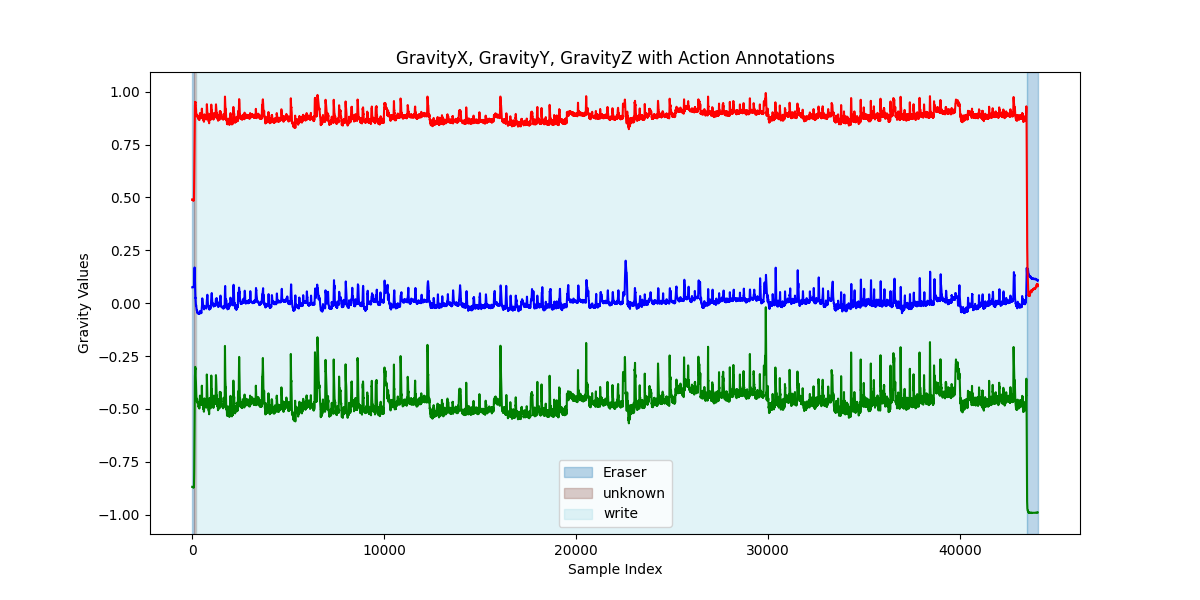 GravityX, GravityY, GravityZ with Action Annotations
Gravity Values
1.00
0.75
0.50
0.25
0.00
−0.25
−0.50
−0.75
−1.00
Eraser
unknown
write
0 10000 20000 30000 40000
Sample Index